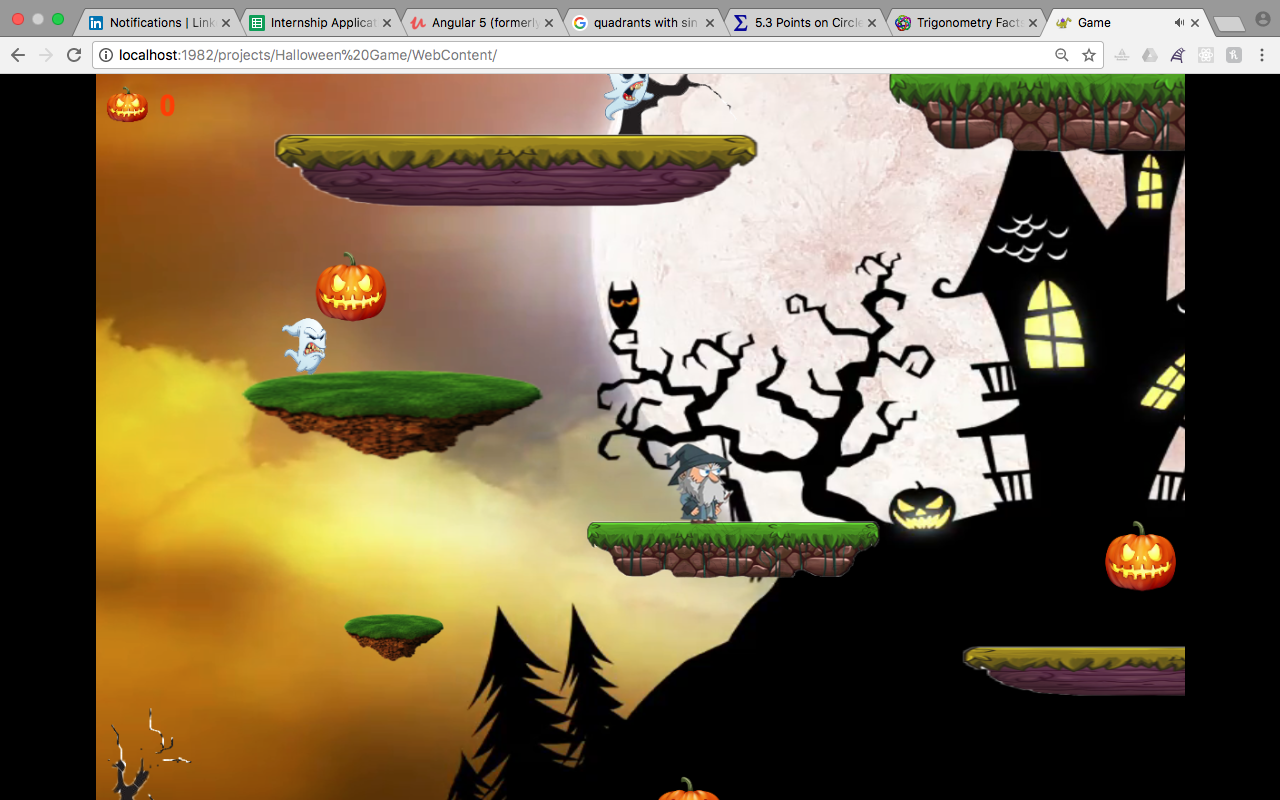 Notifications | Link
Internship Applicat
Angular 5 (formerly
quadrants with sin
5.3 Points on Circle
Trigonometry Facts
Game
localhost:1982/projects/Halloween%20Game/WebContent/
0